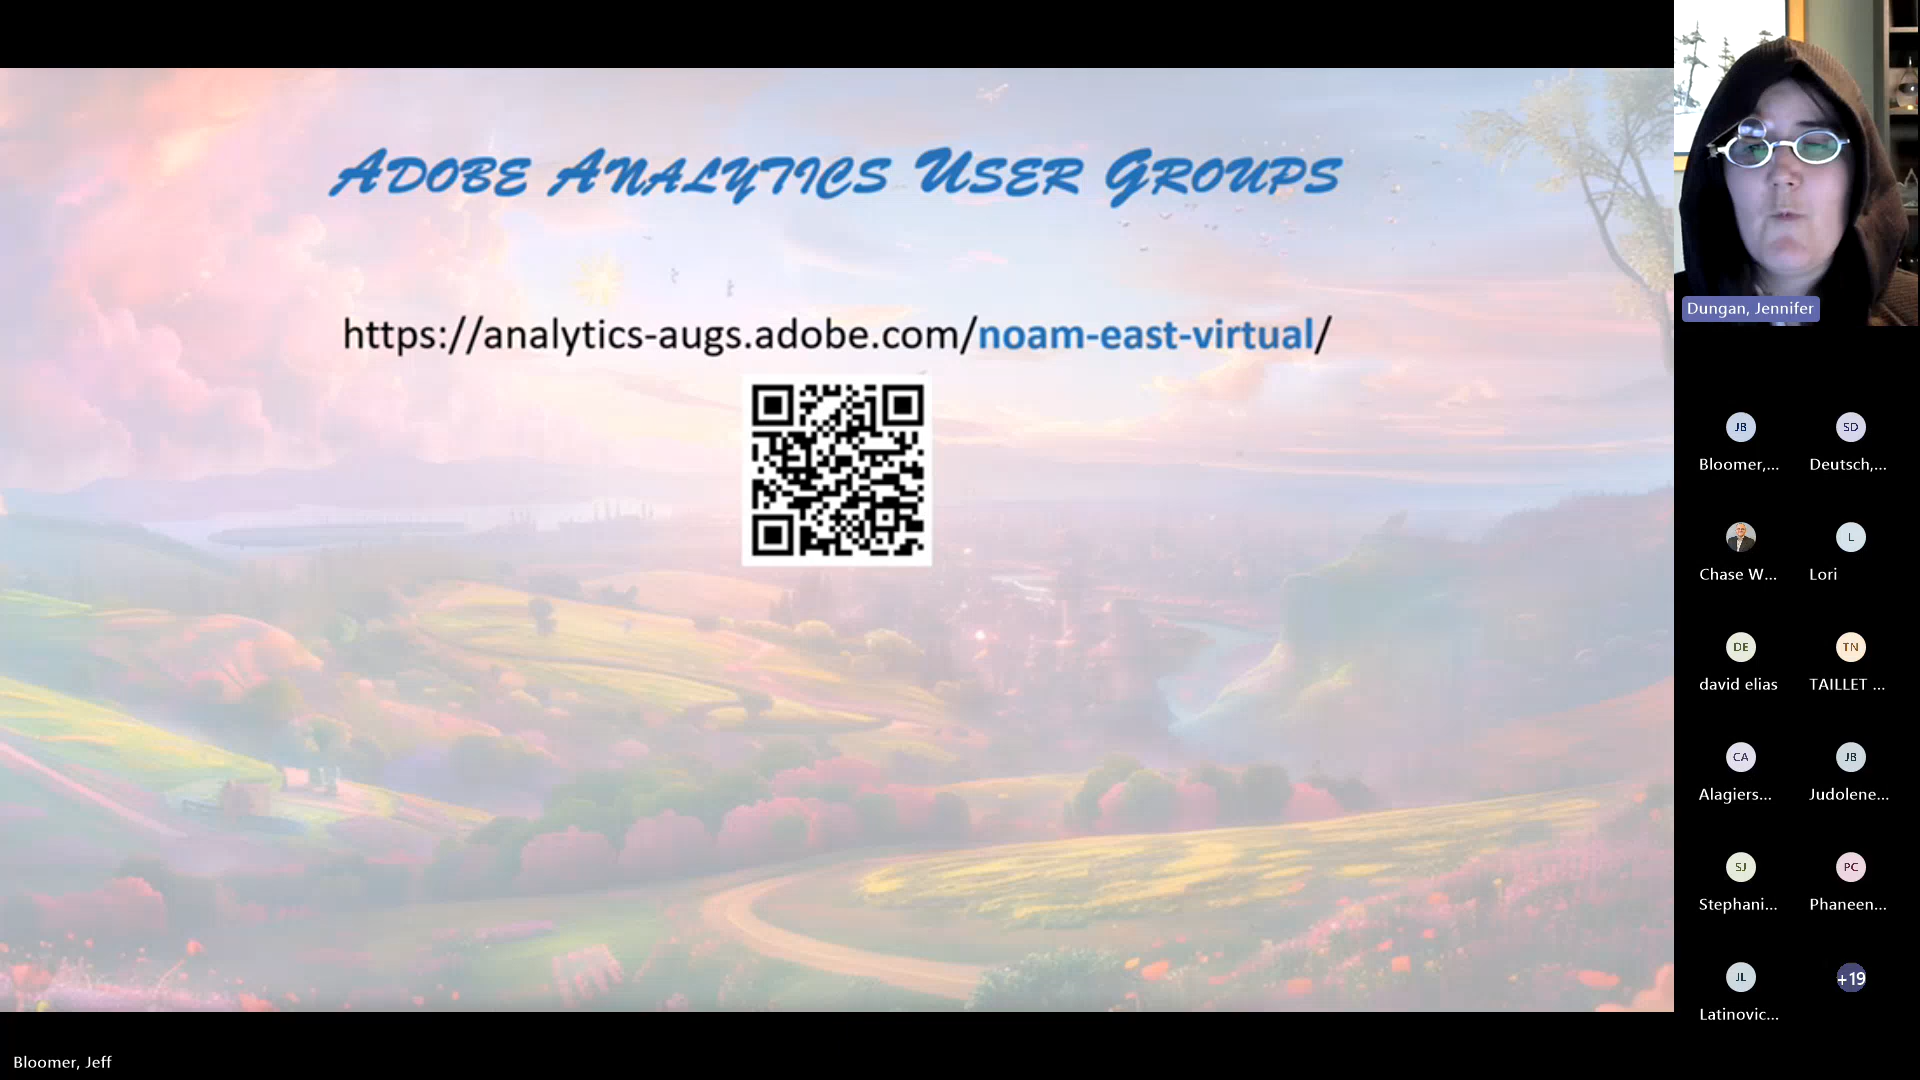 ADOBE ANALYTICS USER GROUPS
https://analytics-augs.adobe.com/noam-east-virtual/
Dungan, Jennifer
JB
SD
Bloomer,...
Deutsch,...
L
Chase W...
Lori
DE
TN
david elias
TAILLET ...
CA
JB
Alagiers...
Judolene...
SJ
PC
Stephani...
Phaneen...
JL
+19
Latinovic...
Bloomer, Jeff